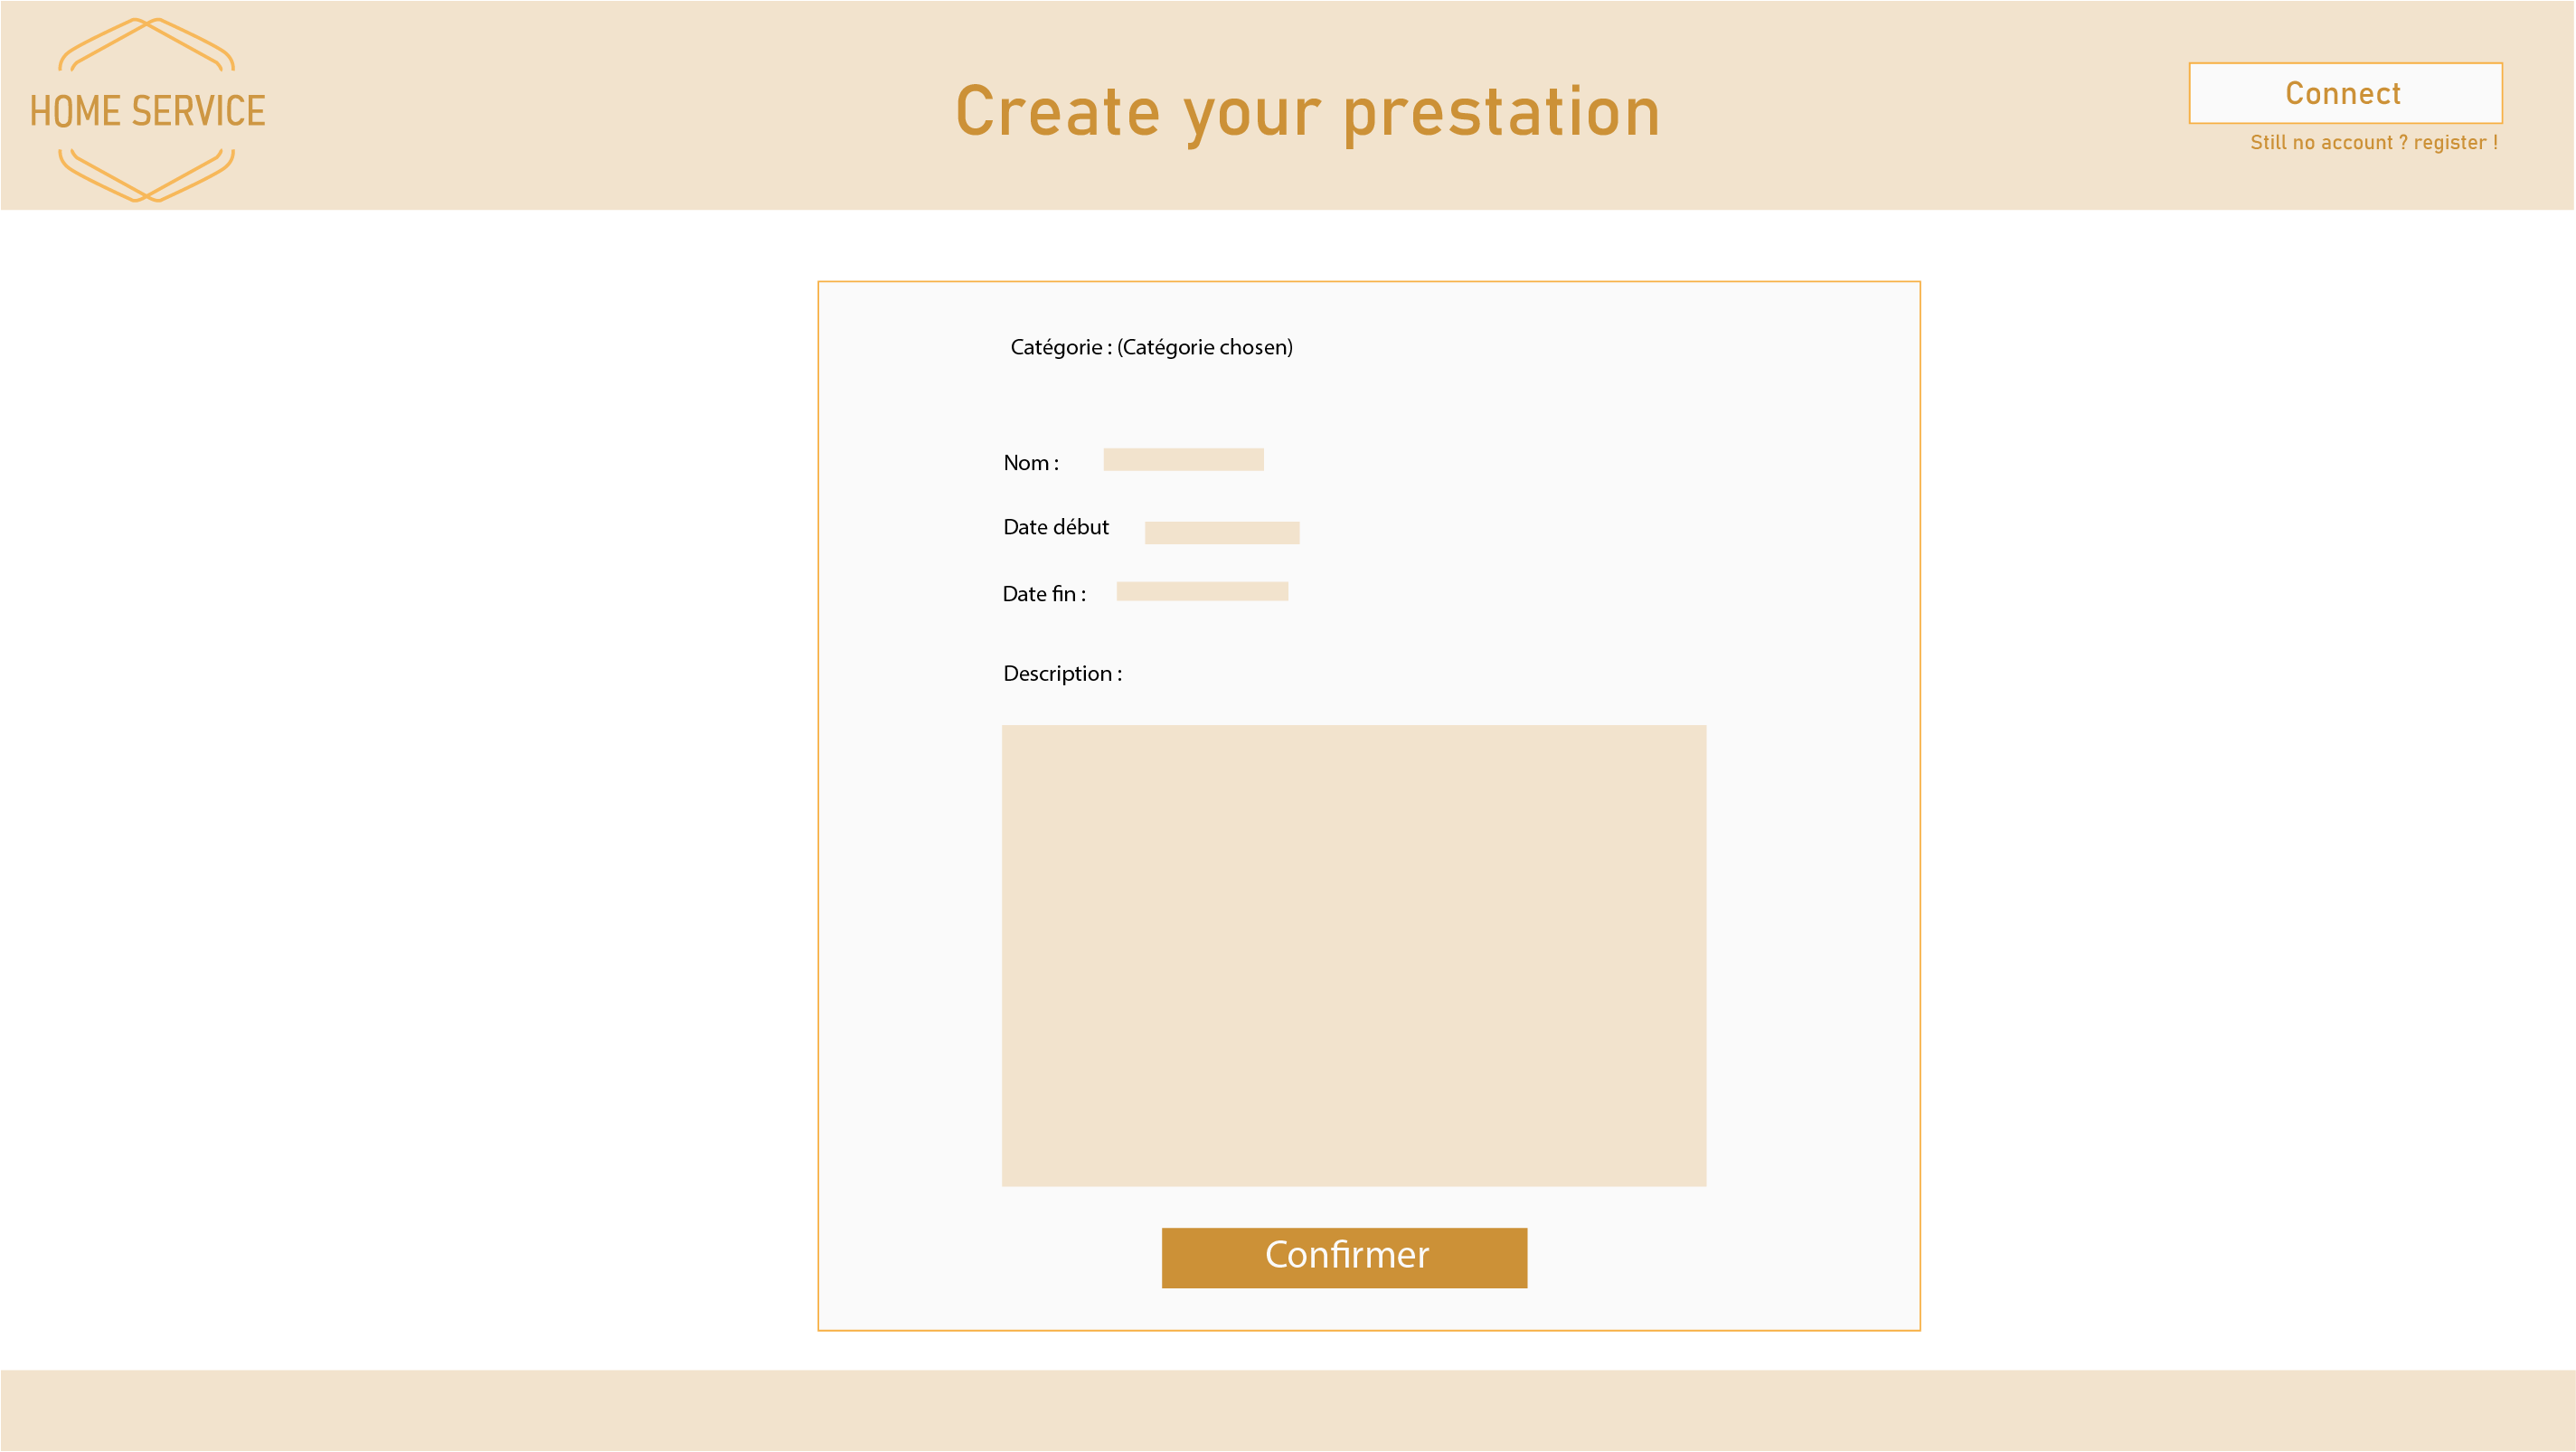 HOME SERVICE
Create your prestation
Connect
Still no account ? register !
Catégorie : (Catégorie chosen)
Nom :
Date début
Date fin :
Description :
Confirmer